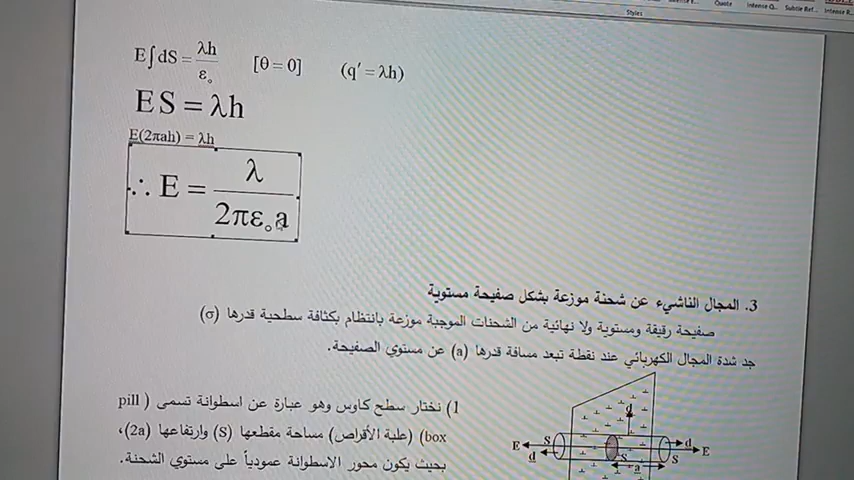 Styles
Quote
Intense Q...
Subtle Ref...
Intense R...
E∫dS = λh/ε₀ [θ = 0] (q′ = λh)
E S = λh
E(2πah) = λh
∴ E = λ/2πε₀a
3. المجال الناشيء عن شحنة موزعة بشكل صفيحة مستوية
صفيحة رقيقة ومستوية ولا نهائية من الشحنات الموجبة موزعة بانتظام بكثافة سطحية قدرها (σ)
جد شدة المجال الكهربائي عند نقطة تبعد مسافة قدرها (a) عن مستوي الصفيحة.
1) نختار سطح كاوس وهو عبارة عن اسطوانة تسمى ( pill
box) (علبة الأقراص) مساحة مقطعها (S) وارتفاعها (2a)،
بحيث يكون محور الاسطوانة عمودياً على مستوي الشحنة.
d
E S d E
d S a S